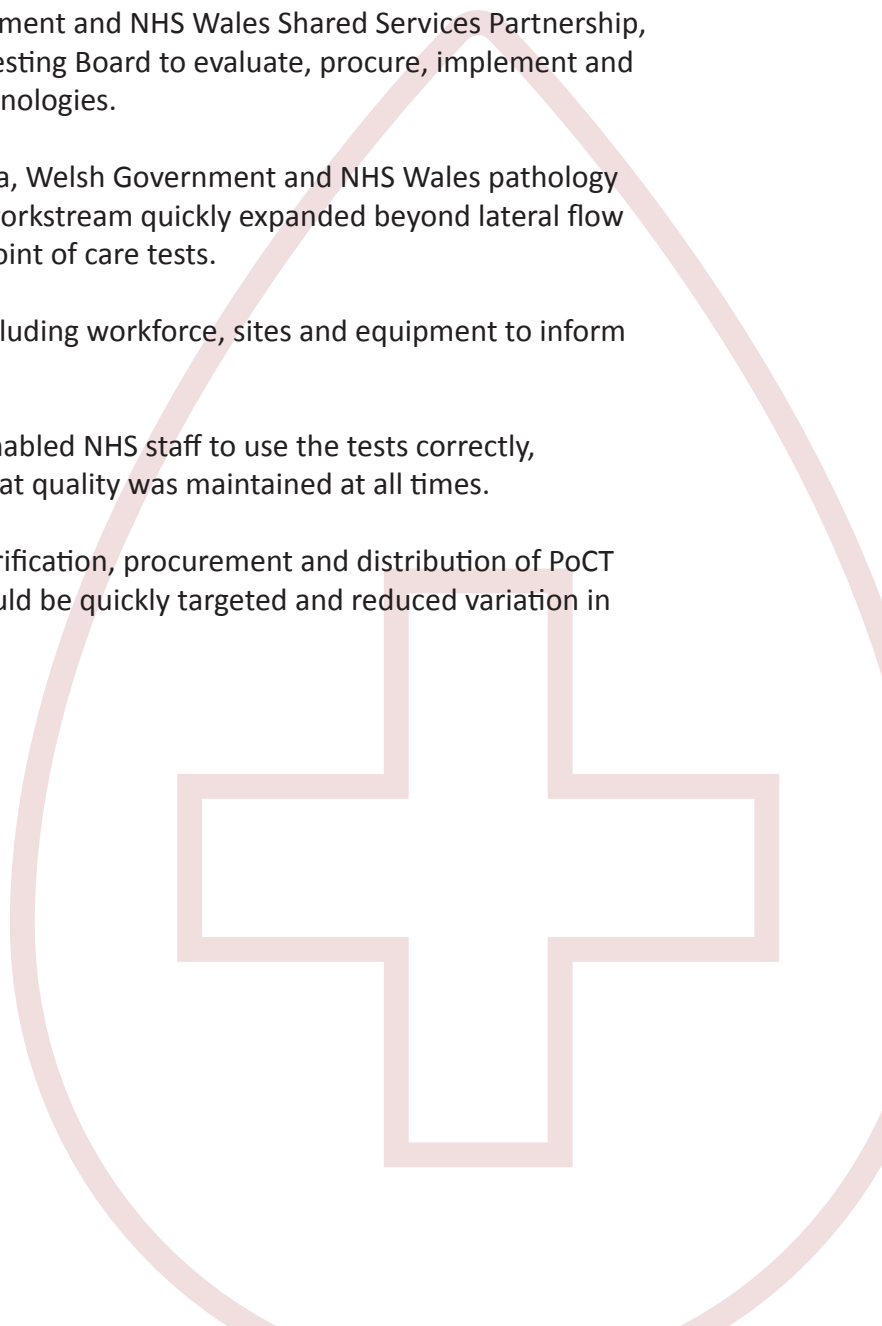 ment and NHS Wales Shared Services Partnership,
esting Board to evaluate, procure, implement and
nologies.
a, Welsh Government and NHS Wales pathology
workstream quickly expanded beyond lateral flow
oint of care tests.
luding workforce, sites and equipment to inform
nabled NHS staff to use the tests correctly,
at quality was maintained at all times.
rification, procurement and distribution of PoCT
uld be quickly targeted and reduced variation in